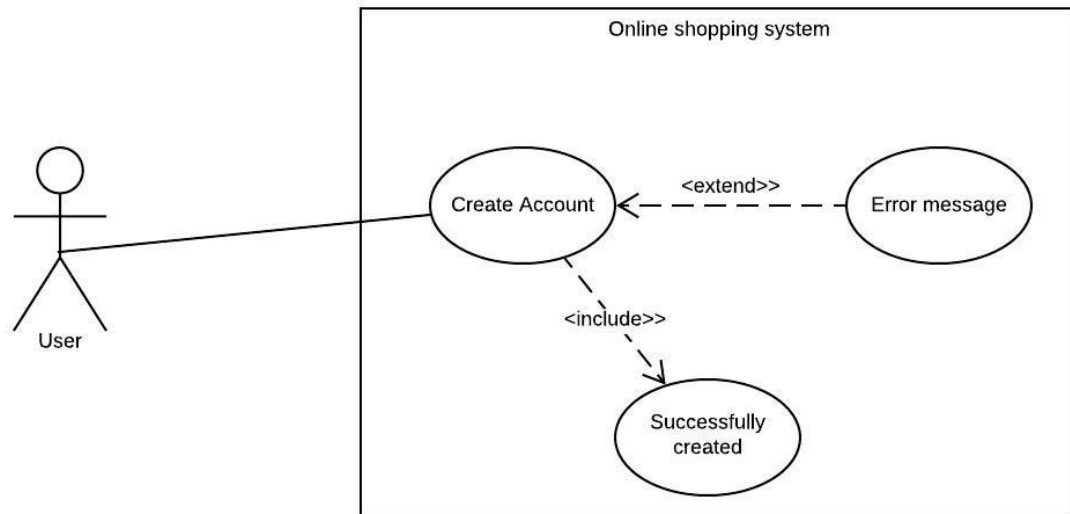 Online shopping system
Create Account
<extend>>
Error message
<include>>
User
Successfully
created